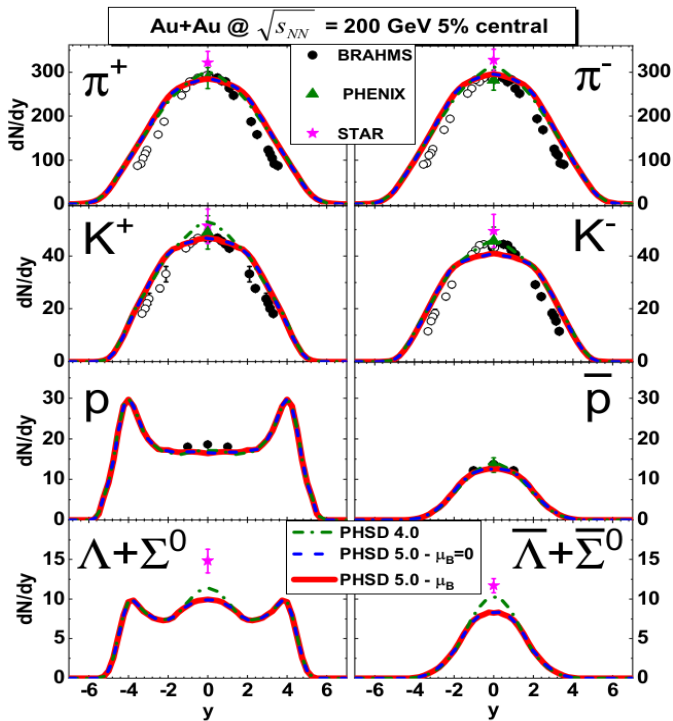 Au+Au @ √s_NN = 200 GeV 5% central
BRAHMS
PHENIX
STAR
π⁺
π⁻
dN/dy
300
200
100
0
300
200
100
0
K⁺
K⁻
dN/dy
40
20
0
40
20
0
p
p̅
dN/dy
30
20
10
0
30
20
10
0
PHSD 4.0
PHSD 5.0 - μ_B=0
PHSD 5.0 - μ_B
Λ+Σ⁰
Λ̅+Σ̅⁰
dN/dy
15
10
5
0
15
10
5
0
-6 -4 -2 0 2 4 6
-6 -4 -2 0 2 4 6
y
y